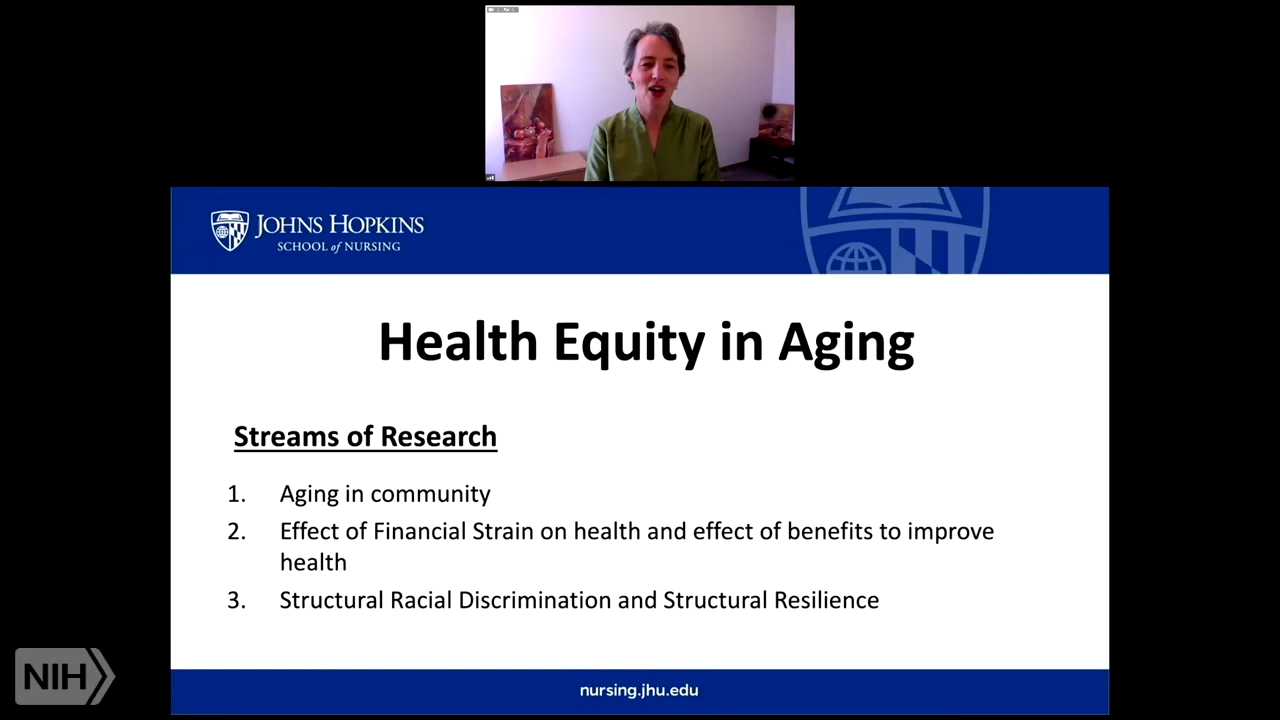 JOHNS HOPKINS
SCHOOL of NURSING
Health Equity in Aging
Streams of Research
1. Aging in community
2. Effect of Financial Strain on health and effect of benefits to improve
health
3. Structural Racial Discrimination and Structural Resilience
NIH
nursing.jhu.edu